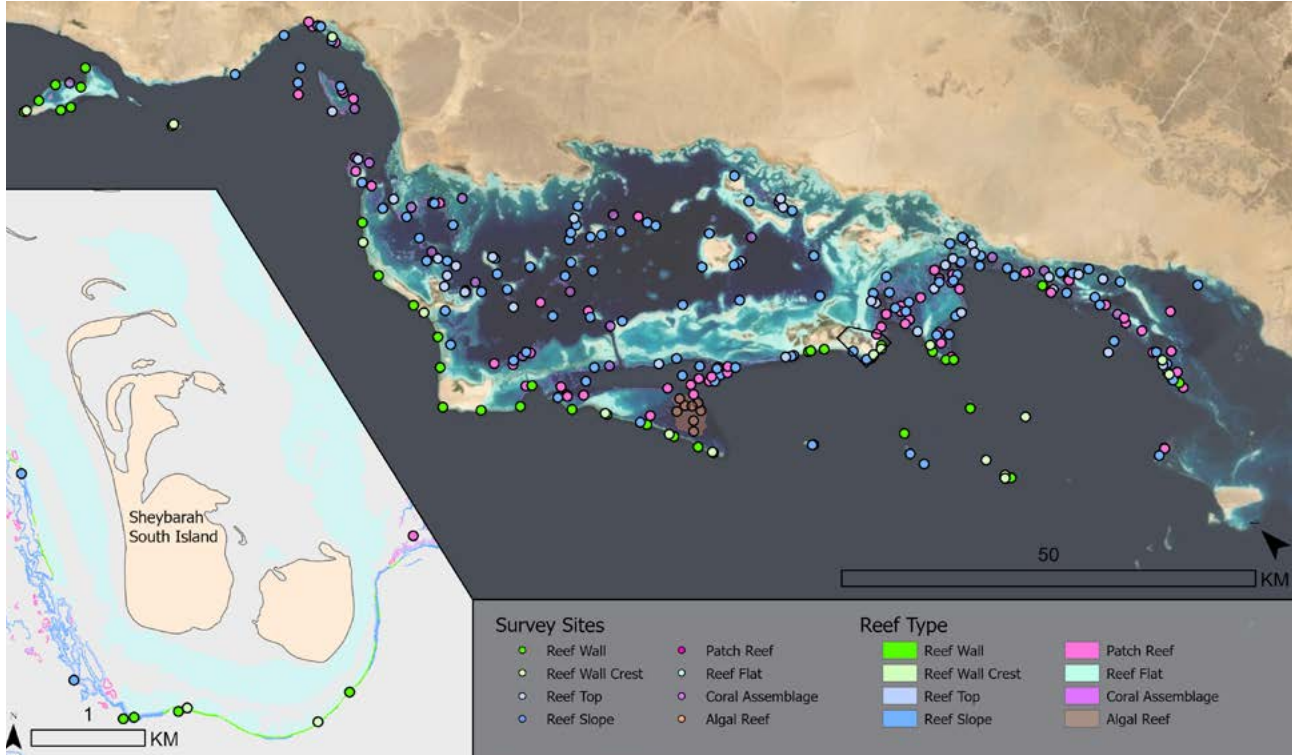 50
KM
Sheybarah
South Island
N
1
KM
Survey Sites
Reef Wall
Reef Wall Crest
Reef Top
Reef Slope
Patch Reef
Reef Flat
Coral Assemblage
Algal Reef
Reef Type
Reef Wall
Reef Wall Crest
Reef Top
Reef Slope
Patch Reef
Reef Flat
Coral Assemblage
Algal Reef